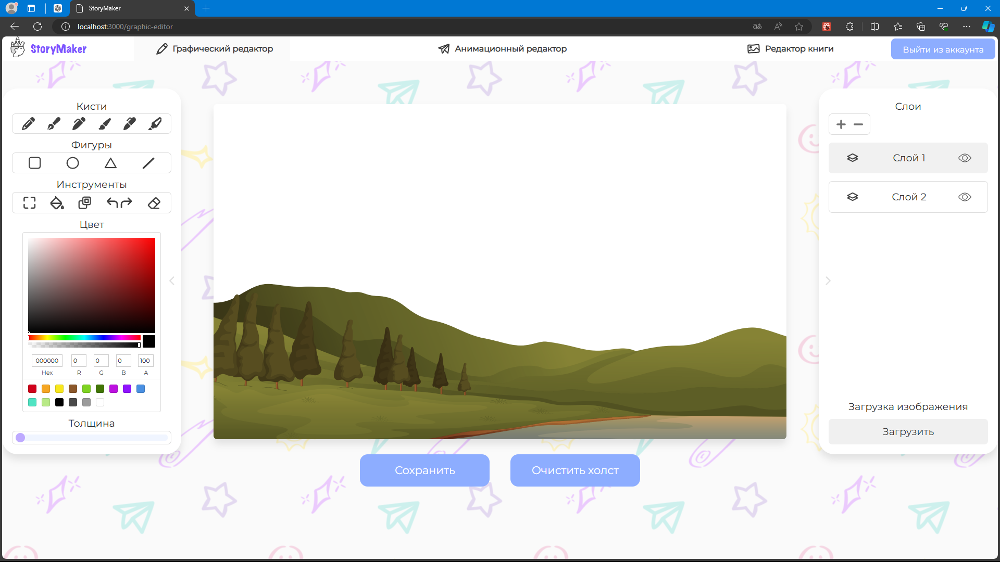 StoryMaker
localhost:3000/graphic-editor
StoryMaker
Графический редактор
Анимационный редактор
Редактор книги
Выйти из аккаунта
Кисти
Фигуры
Инструменты
Цвет
000000 0 0 0 100
Hex R G B A
Толщина
Слои
Слой 1
Слой 2
Загрузка изображения
Загрузить
Сохранить
Очистить холст